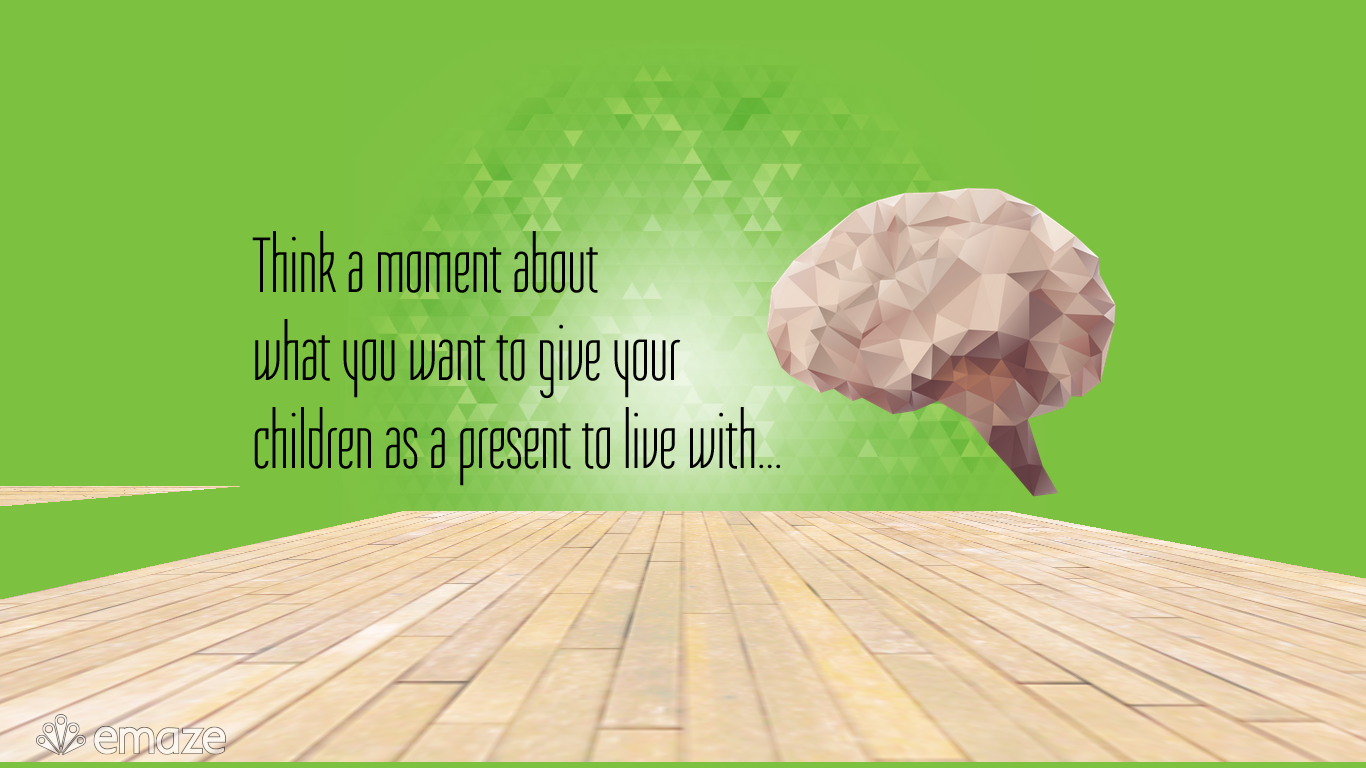 Think a moment about
what you want to give your
children as a present to live with...
emaze